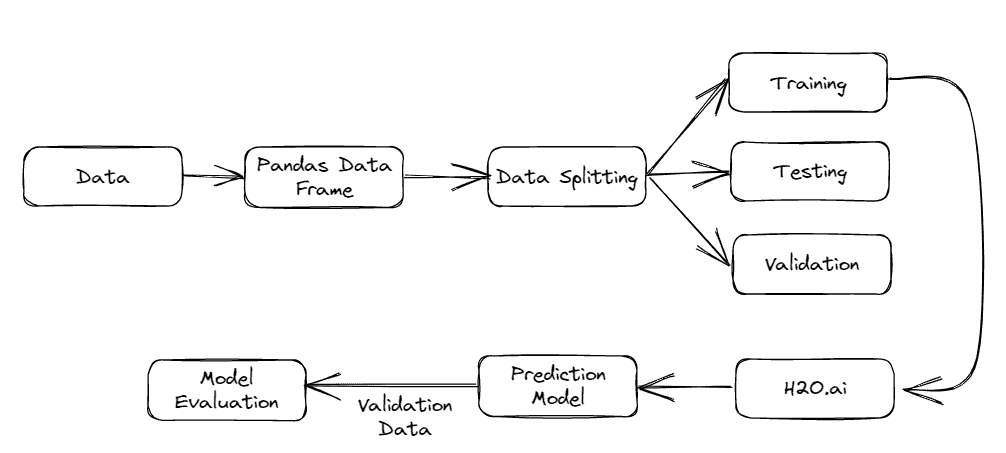 Data
Pandas Data
Frame
Data Splitting
Training
Testing
Validation
H2O.ai
Prediction
Model
Validation
Data
Model
Evaluation